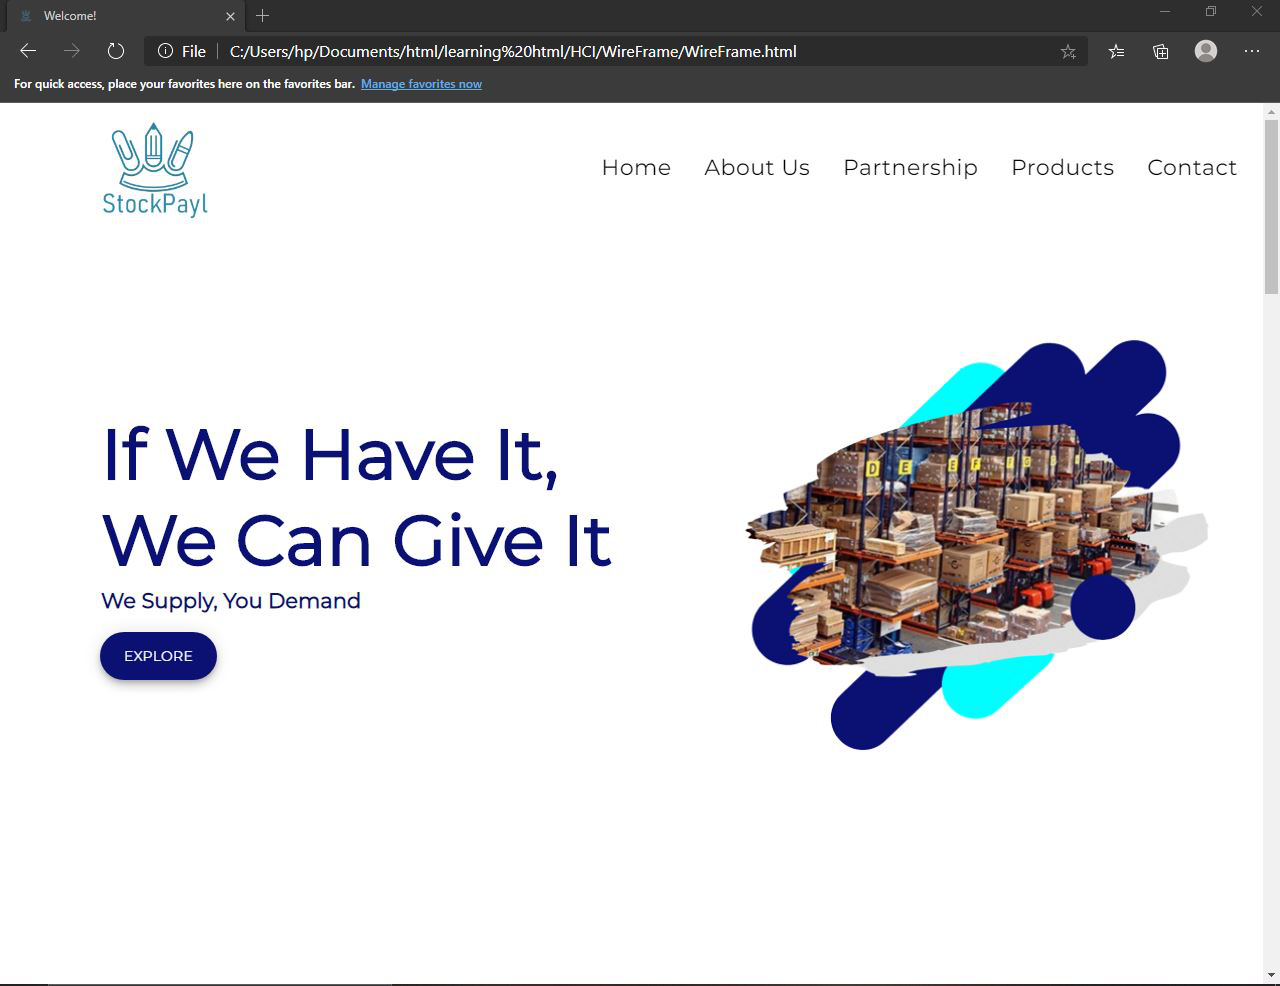 Welcome!
File C:/Users/hp/Documents/html/learning%20html/HCI/WireFrame/WireFrame.html
For quick access, place your favorites here on the favorites bar. Manage favorites now
StockPayl
Home About Us Partnership Products Contact
If We Have It,
We Can Give It
We Supply, You Demand
EXPLORE
D E E F F G